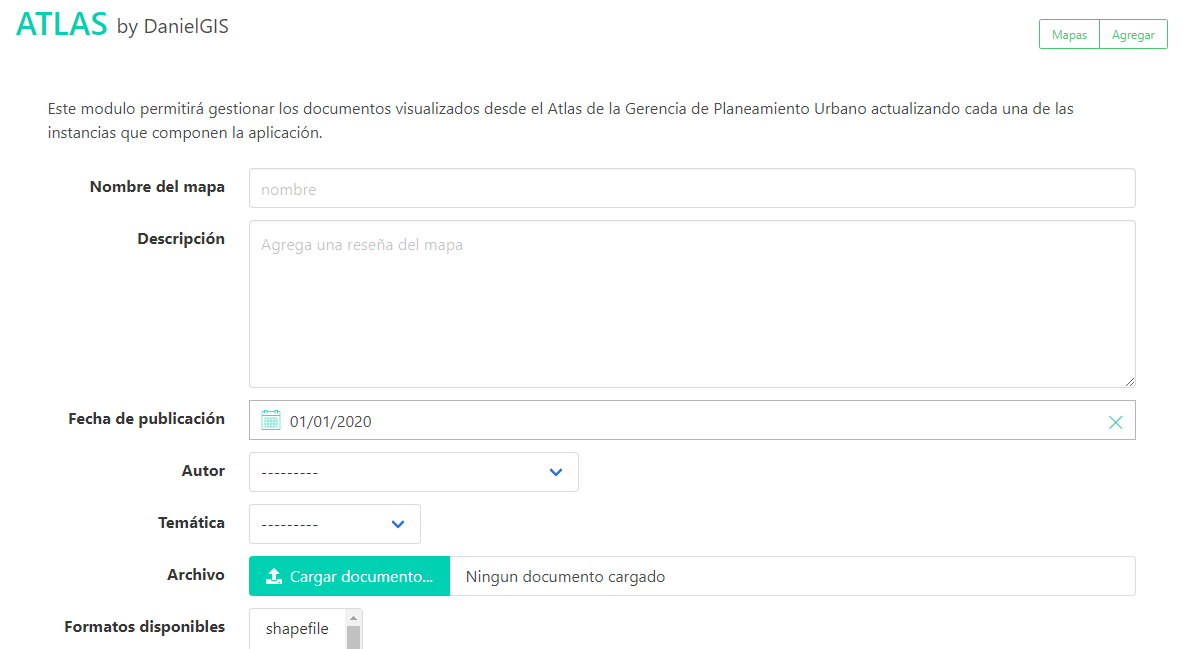 ATLAS by DanielGIS
Mapas
Agregar
Este modulo permitirá gestionar los documentos visualizados desde el Atlas de la Gerencia de Planeamiento Urbano actualizando cada una de las
instancias que componen la aplicación.
Nombre del mapa
nombre
Descripción
Agrega una reseña del mapa
Fecha de publicación
01/01/2020
Autor
---------
Temática
---------
Archivo
Cargar documento...
Ningun documento cargado
Formatos disponibles
shapefile